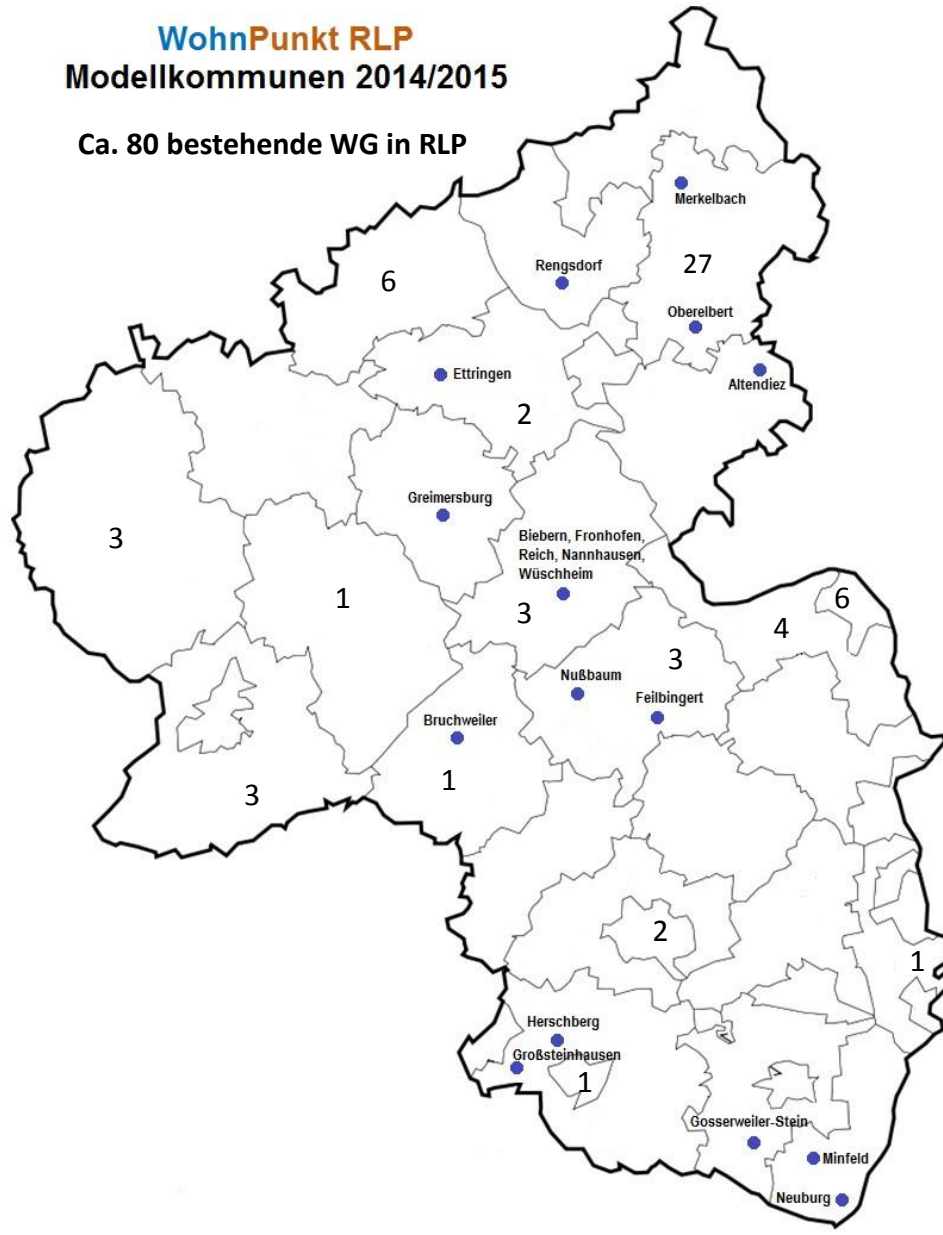 WohnPunkt RLP
Modellkommunen 2014/2015
Ca. 80 bestehende WG in RLP
Merkelbach
27
Rengsdorf
6
Oberelbert
Ettringen
Altendiez
2
Greimersburg
3
Biebern, Fronhofen,
Reich, Nannhausen,
Wüschheim
1
3
6
4
3
Nußbaum
Feilbingert
Bruchweiler
1
3
2
1
Herschberg
Großsteinhausen
1
Gosserweiler-Stein
Minfeld
Neuburg